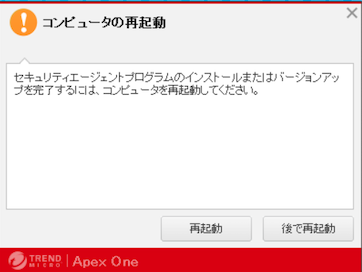 コンピュータの再起動
セキュリティエージェントプログラムのインストールまたはバージョンアッ
プを完了するには、コンピュータを再起動してください。
再起動 後で再起動
TREND MICRO | Apex One